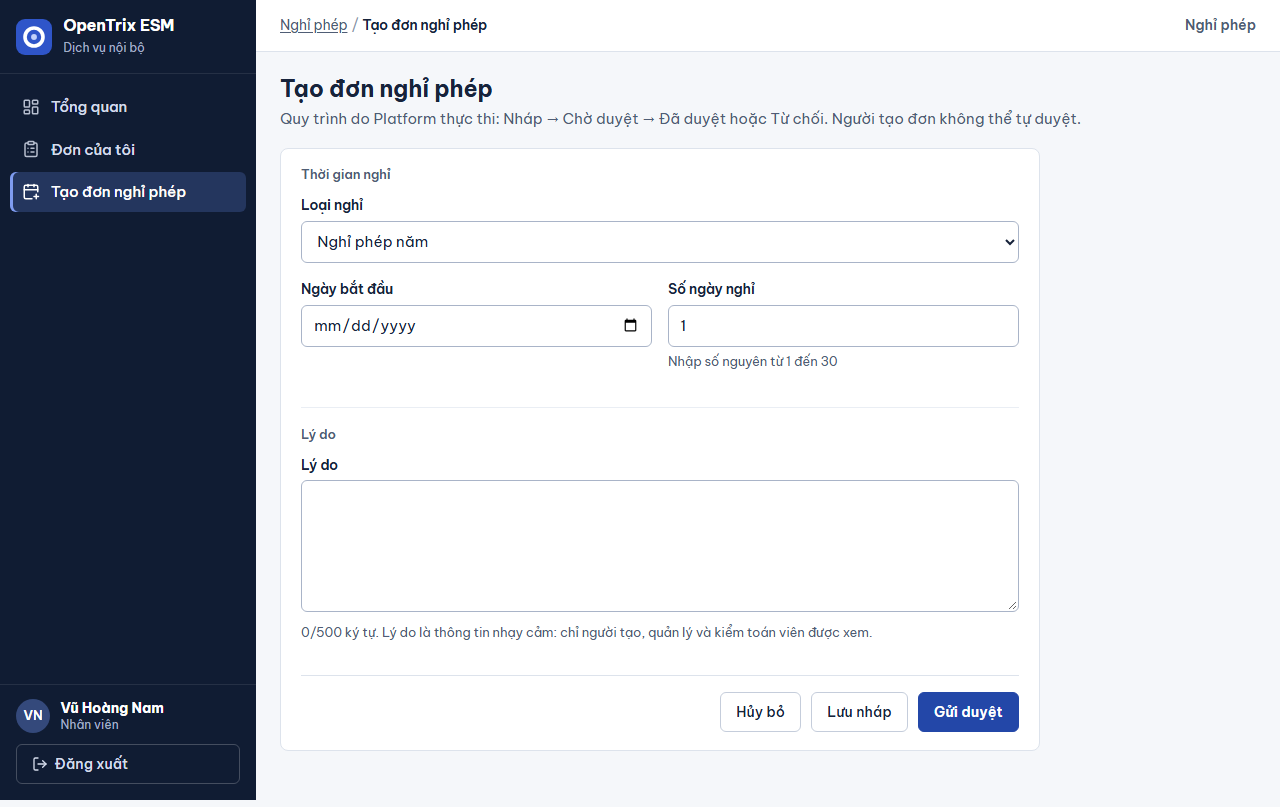 OpenTrix ESM
Dịch vụ nội bộ
Tổng quan
Đơn của tôi
Tạo đơn nghỉ phép
VN
Vũ Hoàng Nam
Nhân viên
Đăng xuất
Nghỉ phép / Tạo đơn nghỉ phép
Nghỉ phép
Tạo đơn nghỉ phép
Quy trình do Platform thực thi: Nháp → Chờ duyệt → Đã duyệt hoặc Từ chối. Người tạo đơn không thể tự duyệt.
Thời gian nghỉ
Loại nghỉ
Nghỉ phép năm
Ngày bắt đầu
Số ngày nghỉ
mm/dd/yyyy
1
Nhập số nguyên từ 1 đến 30
Lý do
Lý do
0/500 ký tự. Lý do là thông tin nhạy cảm: chỉ người tạo, quản lý và kiểm toán viên được xem.
Hủy bỏ
Lưu nháp
Gửi duyệt